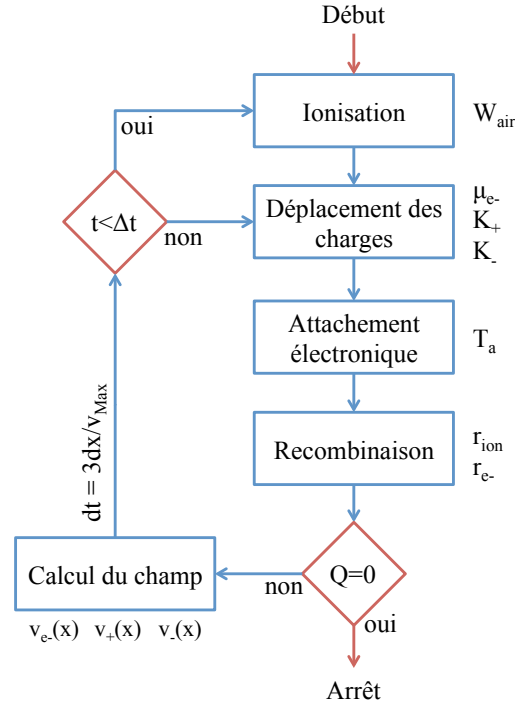 Début
Ionisation
W_air
oui
t<Δt
non
Déplacement des
charges
μ_e-
K_+
K_-
Attachement
électronique
T_a
dt = 3dx/v_Max
Recombinaison
r_ion
r_e-
Calcul du champ
non
Q=0
v_e-(x) v_+(x) v_-(x)
oui
Arrêt